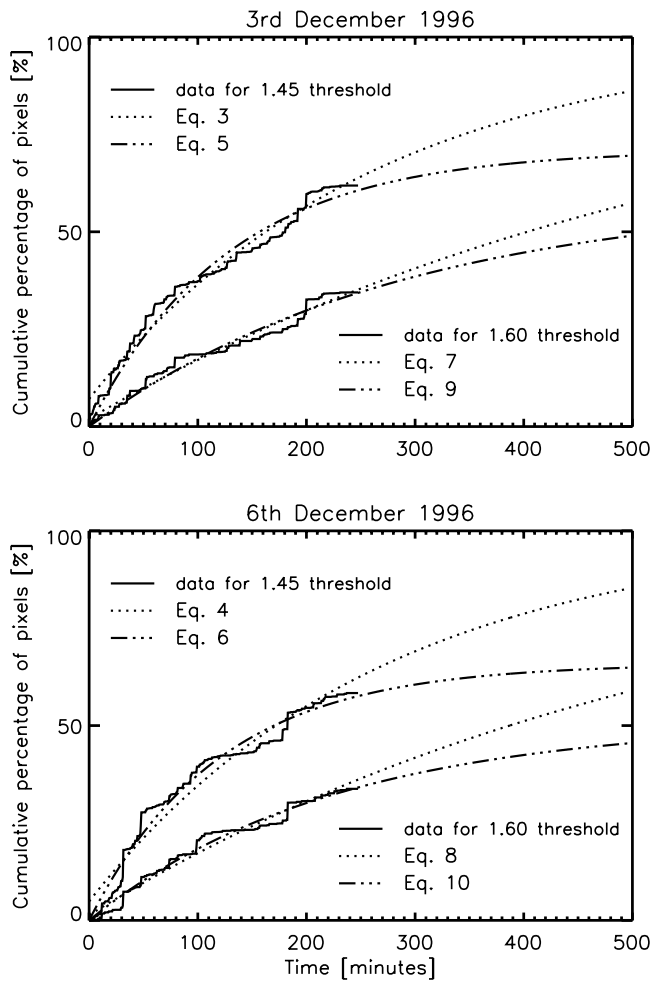 3rd December 1996
Cumulative percentage of pixels [%]
100
50
0
data for 1.45 threshold
Eq. 3
Eq. 5
data for 1.60 threshold
Eq. 7
Eq. 9
0 100 200 300 400 500
6th December 1996
Cumulative percentage of pixels [%]
100
50
0
data for 1.45 threshold
Eq. 4
Eq. 6
data for 1.60 threshold
Eq. 8
Eq. 10
0 100 200 300 400 500
Time [minutes]